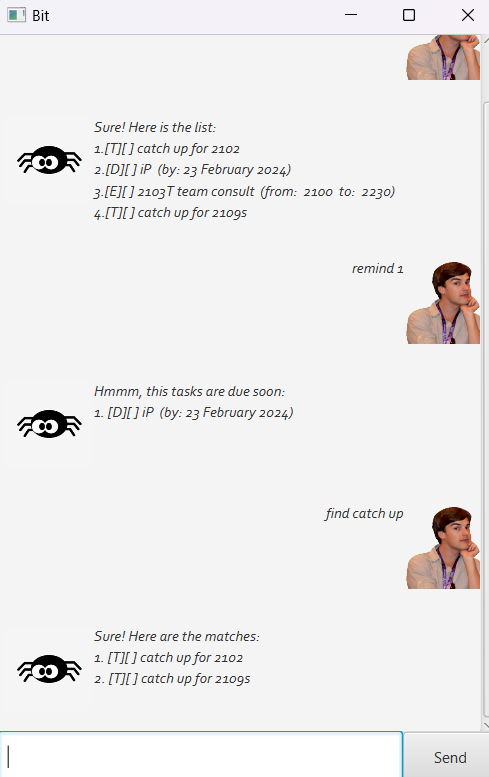 Bit
Sure! Here is the list:
1.[T][ ] catch up for 2102
2.[D][ ] iP  (by: 23 February 2024)
3.[E][ ] 2103T team consult  (from:  2100  to:  2230)
4.[T][ ] catch up for 2109s
remind 1
Hmmm, this tasks are due soon:
1. [D][ ] iP  (by: 23 February 2024)
find catch up
Sure! Here are the matches:
1. [T][ ] catch up for 2102
2. [T][ ] catch up for 2109s
Send